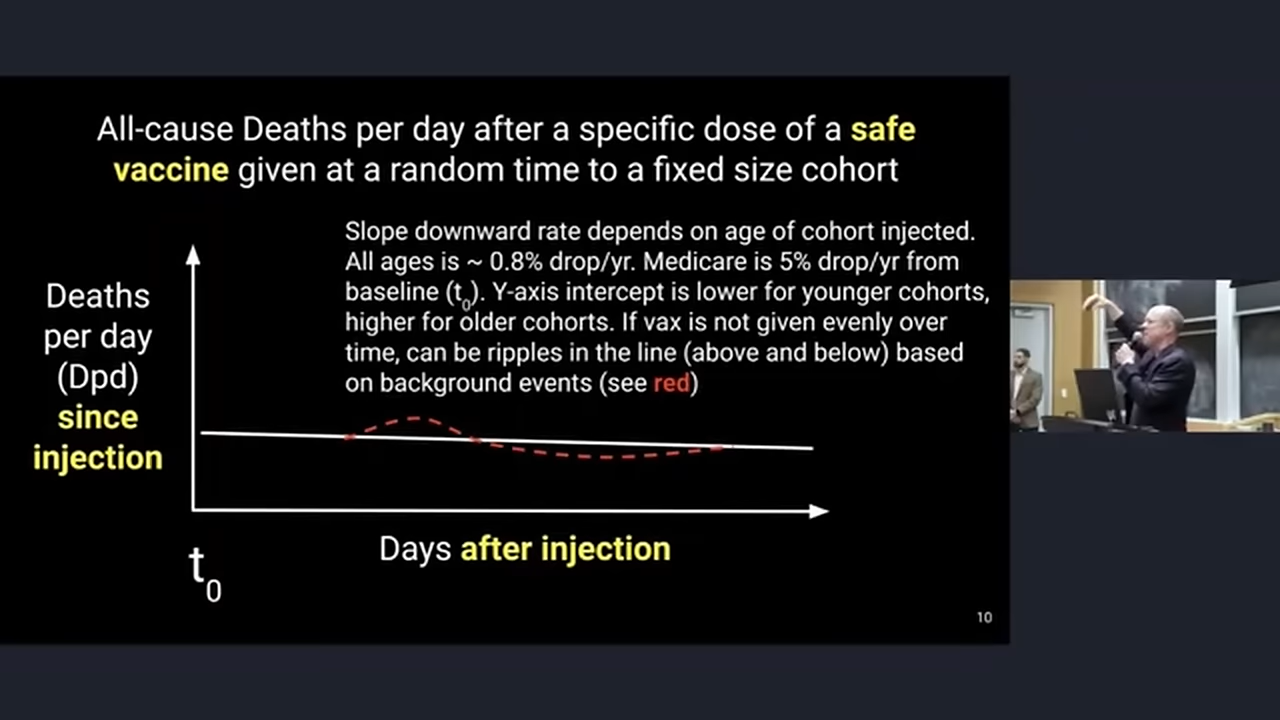 All-cause Deaths per day after a specific dose of a safe
vaccine given at a random time to a fixed size cohort
Slope downward rate depends on age of cohort injected.
All ages is ~ 0.8% drop/yr. Medicare is 5% drop/yr from
baseline (t0). Y-axis intercept is lower for younger cohorts,
higher for older cohorts. If vax is not given evenly over
time, can be ripples in the line (above and below) based
on background events (see red)
Deaths
per day
(Dpd)
since
injection
Days after injection
t0
10